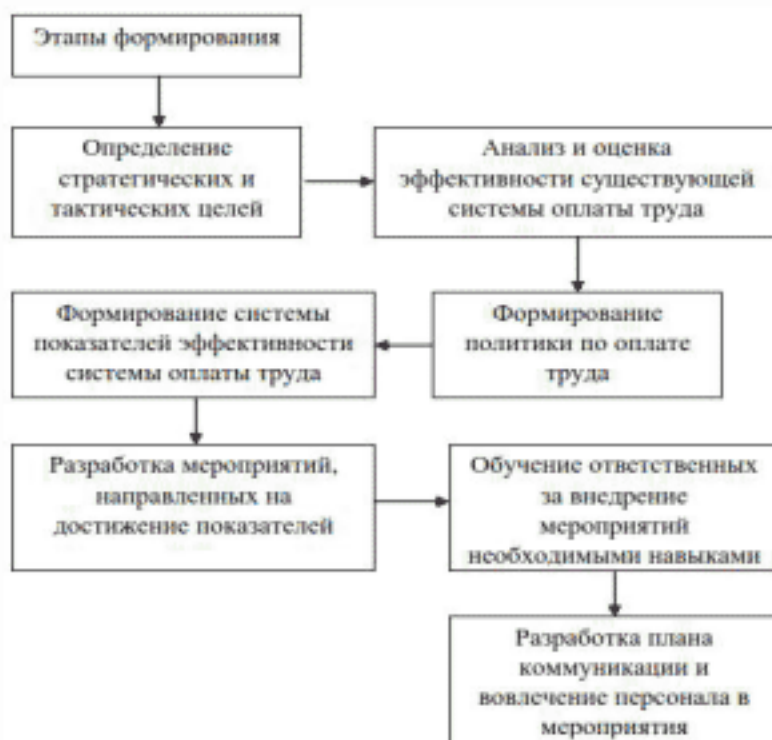 Этапы формирования
Определение
стратегических и
тактических целей
Анализ и оценка
эффективности существующей
системы оплаты труда
Формирование
политики по оплате
труда
Формирование системы
показателей эффективности
системы оплаты труда
Разработка мероприятий,
направленных на
достижение показателей
Обучение ответственных
за внедрение
мероприятий
необходимыми навыками
Разработка плана
коммуникации и
вовлечение персонала в
мероприятия